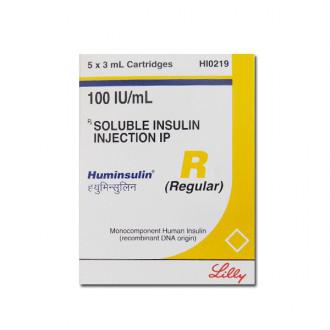 5 x 3 mL Cartridges HI0219
100 IU/mL
Rx SOLUBLE INSULIN
INJECTION IP
Huminsulin® R
ह्युमिन्सुलिन (Regular)
Monocomponent Human Insulin
(recombinant DNA origin)
Lilly